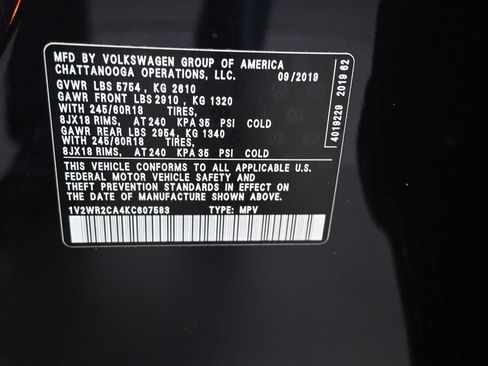 MFD BY VOLKSWAGEN GROUP OF AMERICA
CHATTANOOGA OPERATIONS, LLC. 09/2019
GVWR LBS 5754 , KG 2610
GAWR FRONT LBS 2910 , KG 1320
WITH 245/60R18 TIRES,
8JX18 RIMS, AT 240 KPA 35 PSI COLD
GAWR REAR LBS 2954, KG 1340
WITH 245/60R18 TIRES,
8JX18 RIMS, AT 240 KPA 35 PSI COLD
THIS VEHICLE CONFORMS TO ALL APPLICABLE U.S.
FEDERAL MOTOR VEHICLE SAFETY AND
THEFT PREVENTION STANDARDS IN EFFECT ON
THE DATE OF MANUFACTURE SHOWN ABOVE.
1V2WR2CA4KC607583 TYPE: MPV
4019229 2019 62